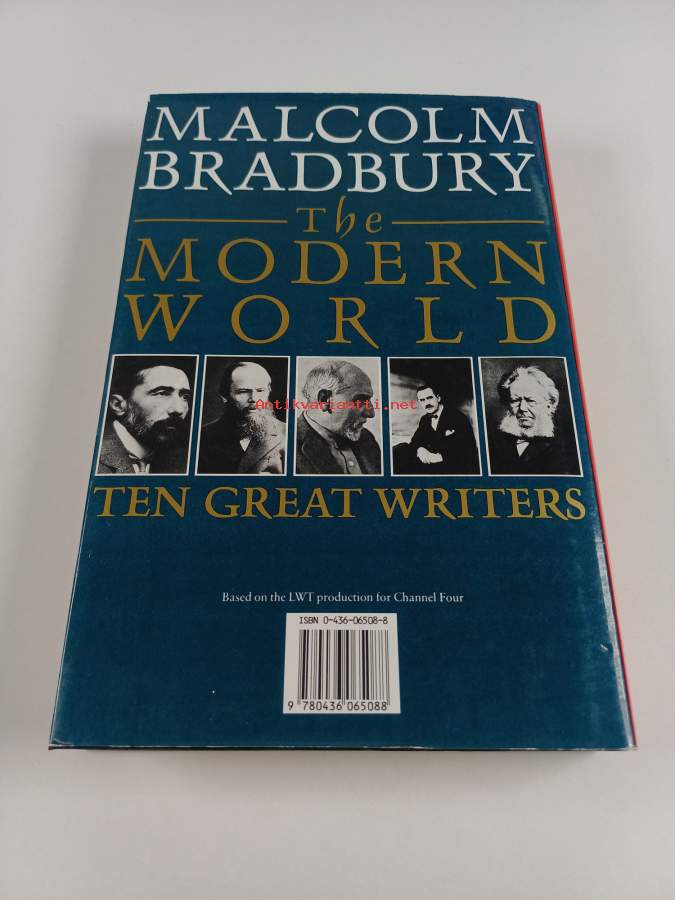 MALCOLM
BRADBURY
The
MODERN
WORLD
Antikvariaatti.net
TEN GREAT WRITERS
Based on the LWT production for Channel Four
ISBN 0-436-06508-8
9 780436 065088